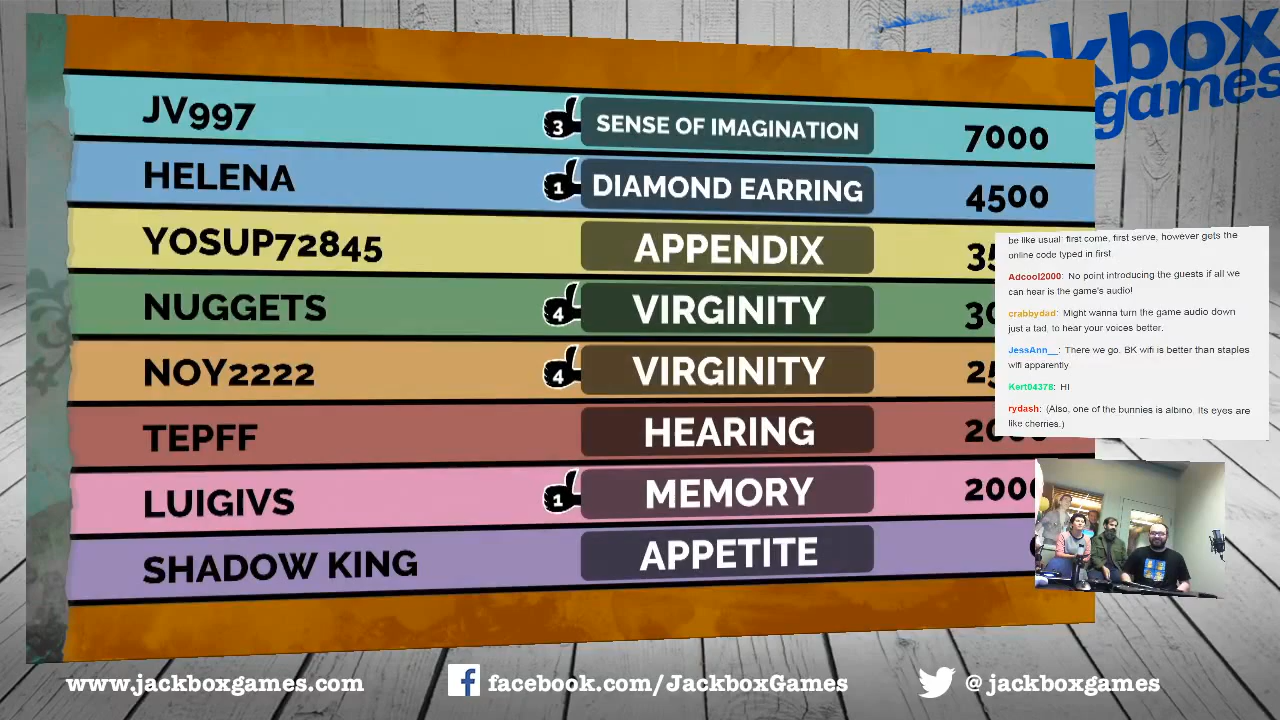 jackbox
games
JV997 3 SENSE OF IMAGINATION 7000
HELENA 1 DIAMOND EARRING 4500
YOSUP72845 APPENDIX
NUGGETS 4 VIRGINITY
NOY2222 4 VIRGINITY
TEPFF HEARING
LUIGIVS 1 MEMORY 2000
SHADOW KING APPETITE
be like usual: first come, first serve, however gets the
online code typed in first.
Adcool2000: No point introducing the guests if all we
can hear is the game's audio!
crabbydad: Might wanna turn the game audio down
just a tad, to hear your voices better.
JessAnn__: There we go. BK wifi is better than staples
wifi apparently.
Kert04378: HI
rydash: (Also, one of the bunnies is albino. Its eyes are
like cherries.)
www.jackboxgames.com facebook.com/JackboxGames @jackboxgames